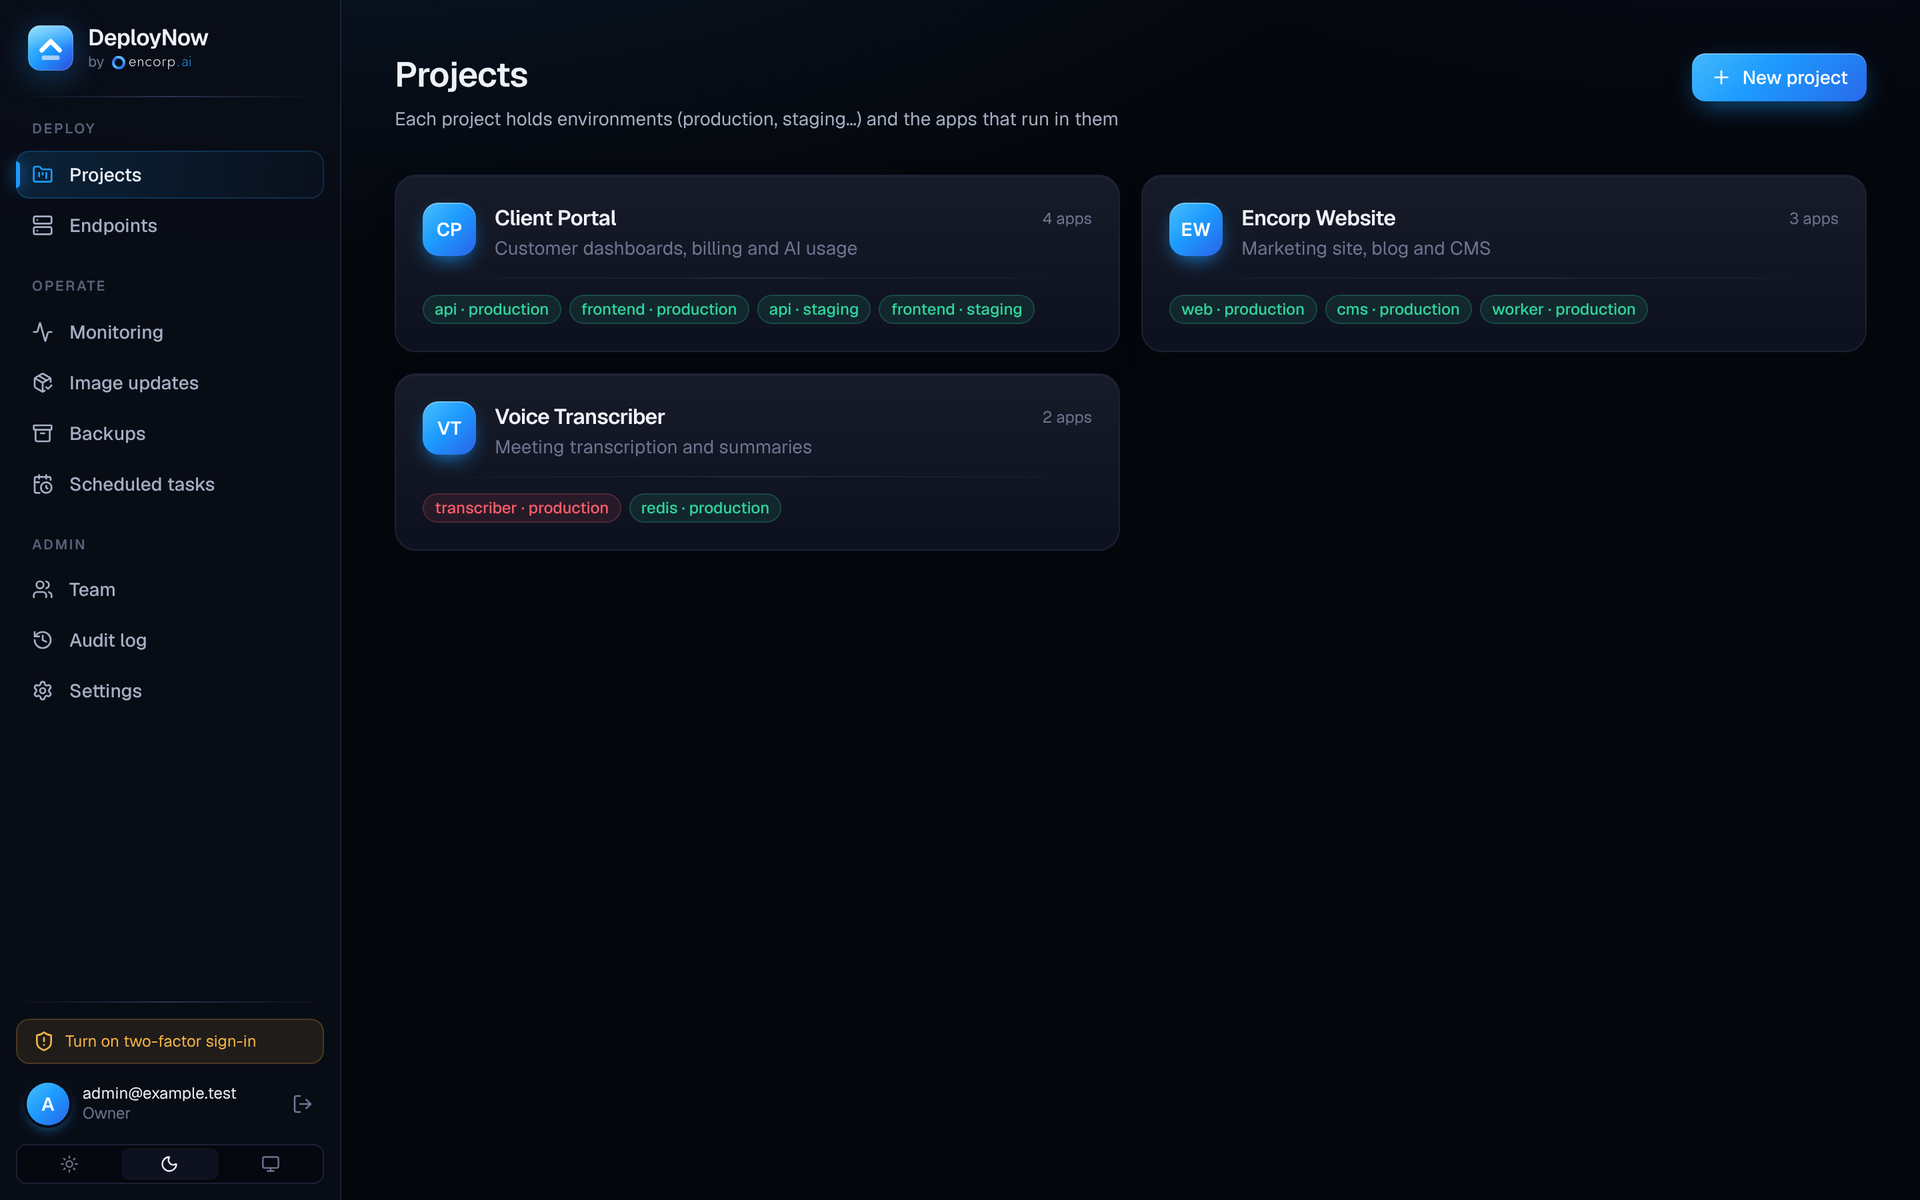 DeployNow
by encorp.ai
DEPLOY
Projects
Endpoints
OPERATE
Monitoring
Image updates
Backups
Scheduled tasks
ADMIN
Team
Audit log
Settings
Turn on two-factor sign-in
A
admin@example.test
Owner
Projects
Each project holds environments (production, staging…) and the apps that run in them
+ New project
CP
Client Portal
4 apps
Customer dashboards, billing and AI usage
api · production
frontend · production
api · staging
frontend · staging
EW
Encorp Website
3 apps
Marketing site, blog and CMS
web · production
cms · production
worker · production
VT
Voice Transcriber
2 apps
Meeting transcription and summaries
transcriber · production
redis · production